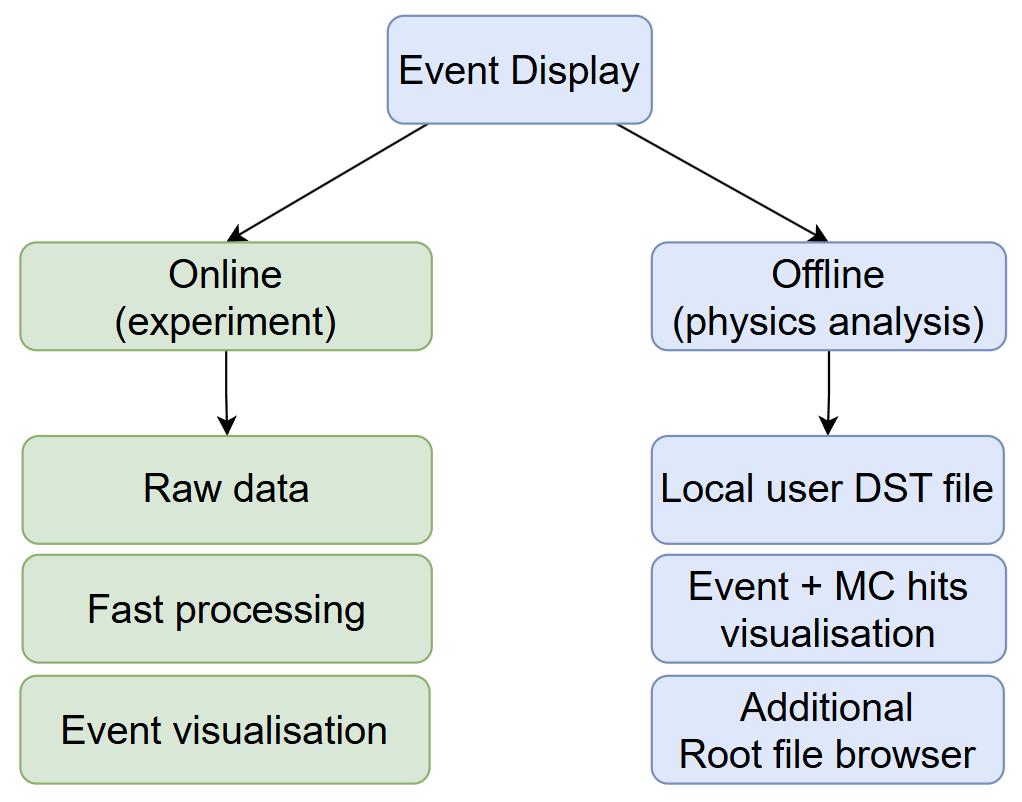 Event Display
Online
(experiment)
Offline
(physics analysis)
Raw data
Local user DST file
Fast processing
Event + MC hits
visualisation
Event visualisation
Additional
Root file browser